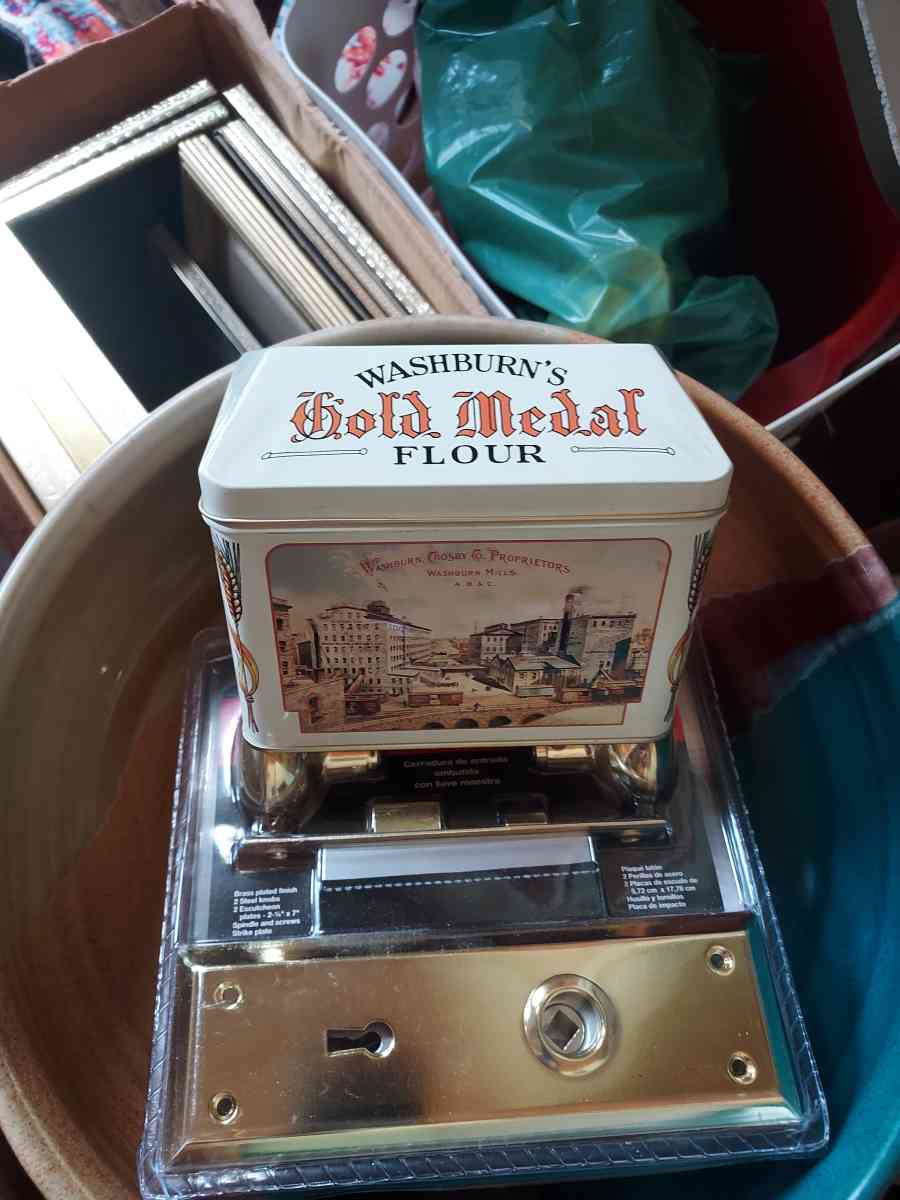 WASHBURN'S
Gold Medal
FLOUR
WASHBURN, CROSBY CO. PROPRIETORS
WASHBURN MILLS.
A. B. & C.
Cerradura de entrada
embutida
con llave maestra
Brass plated finish
2 Steel knobs
2 Escutcheon
plates - 2-¼" x 7"
Spindle and screws
Strike plate
Plaqué latón
2 Perillas de acero
2 Placas de escudo de
5,72 cm x 17,78 cm
Husillo y tornillos
Placa de impacto